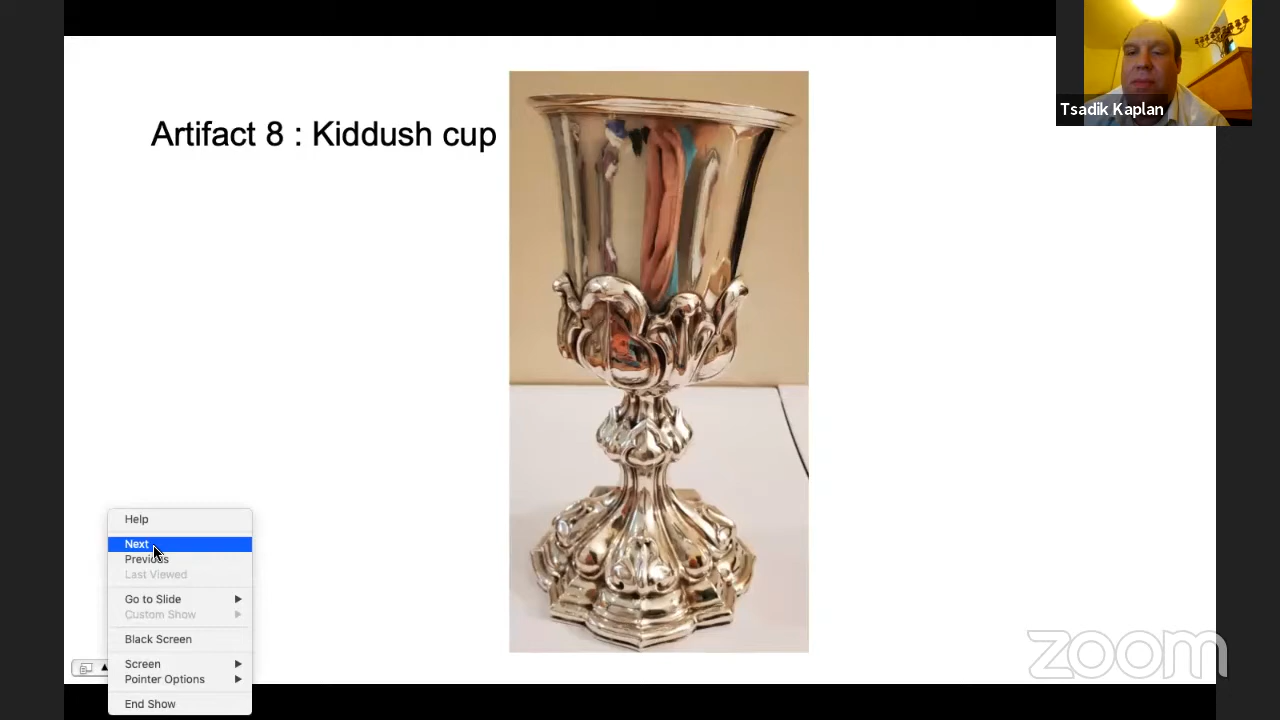 Artifact 8 : Kiddush cup
Tsadik Kaplan
Help
Next
Previous
Last Viewed
Go to Slide
Custom Show
Black Screen
Screen
Pointer Options
End Show
zoom